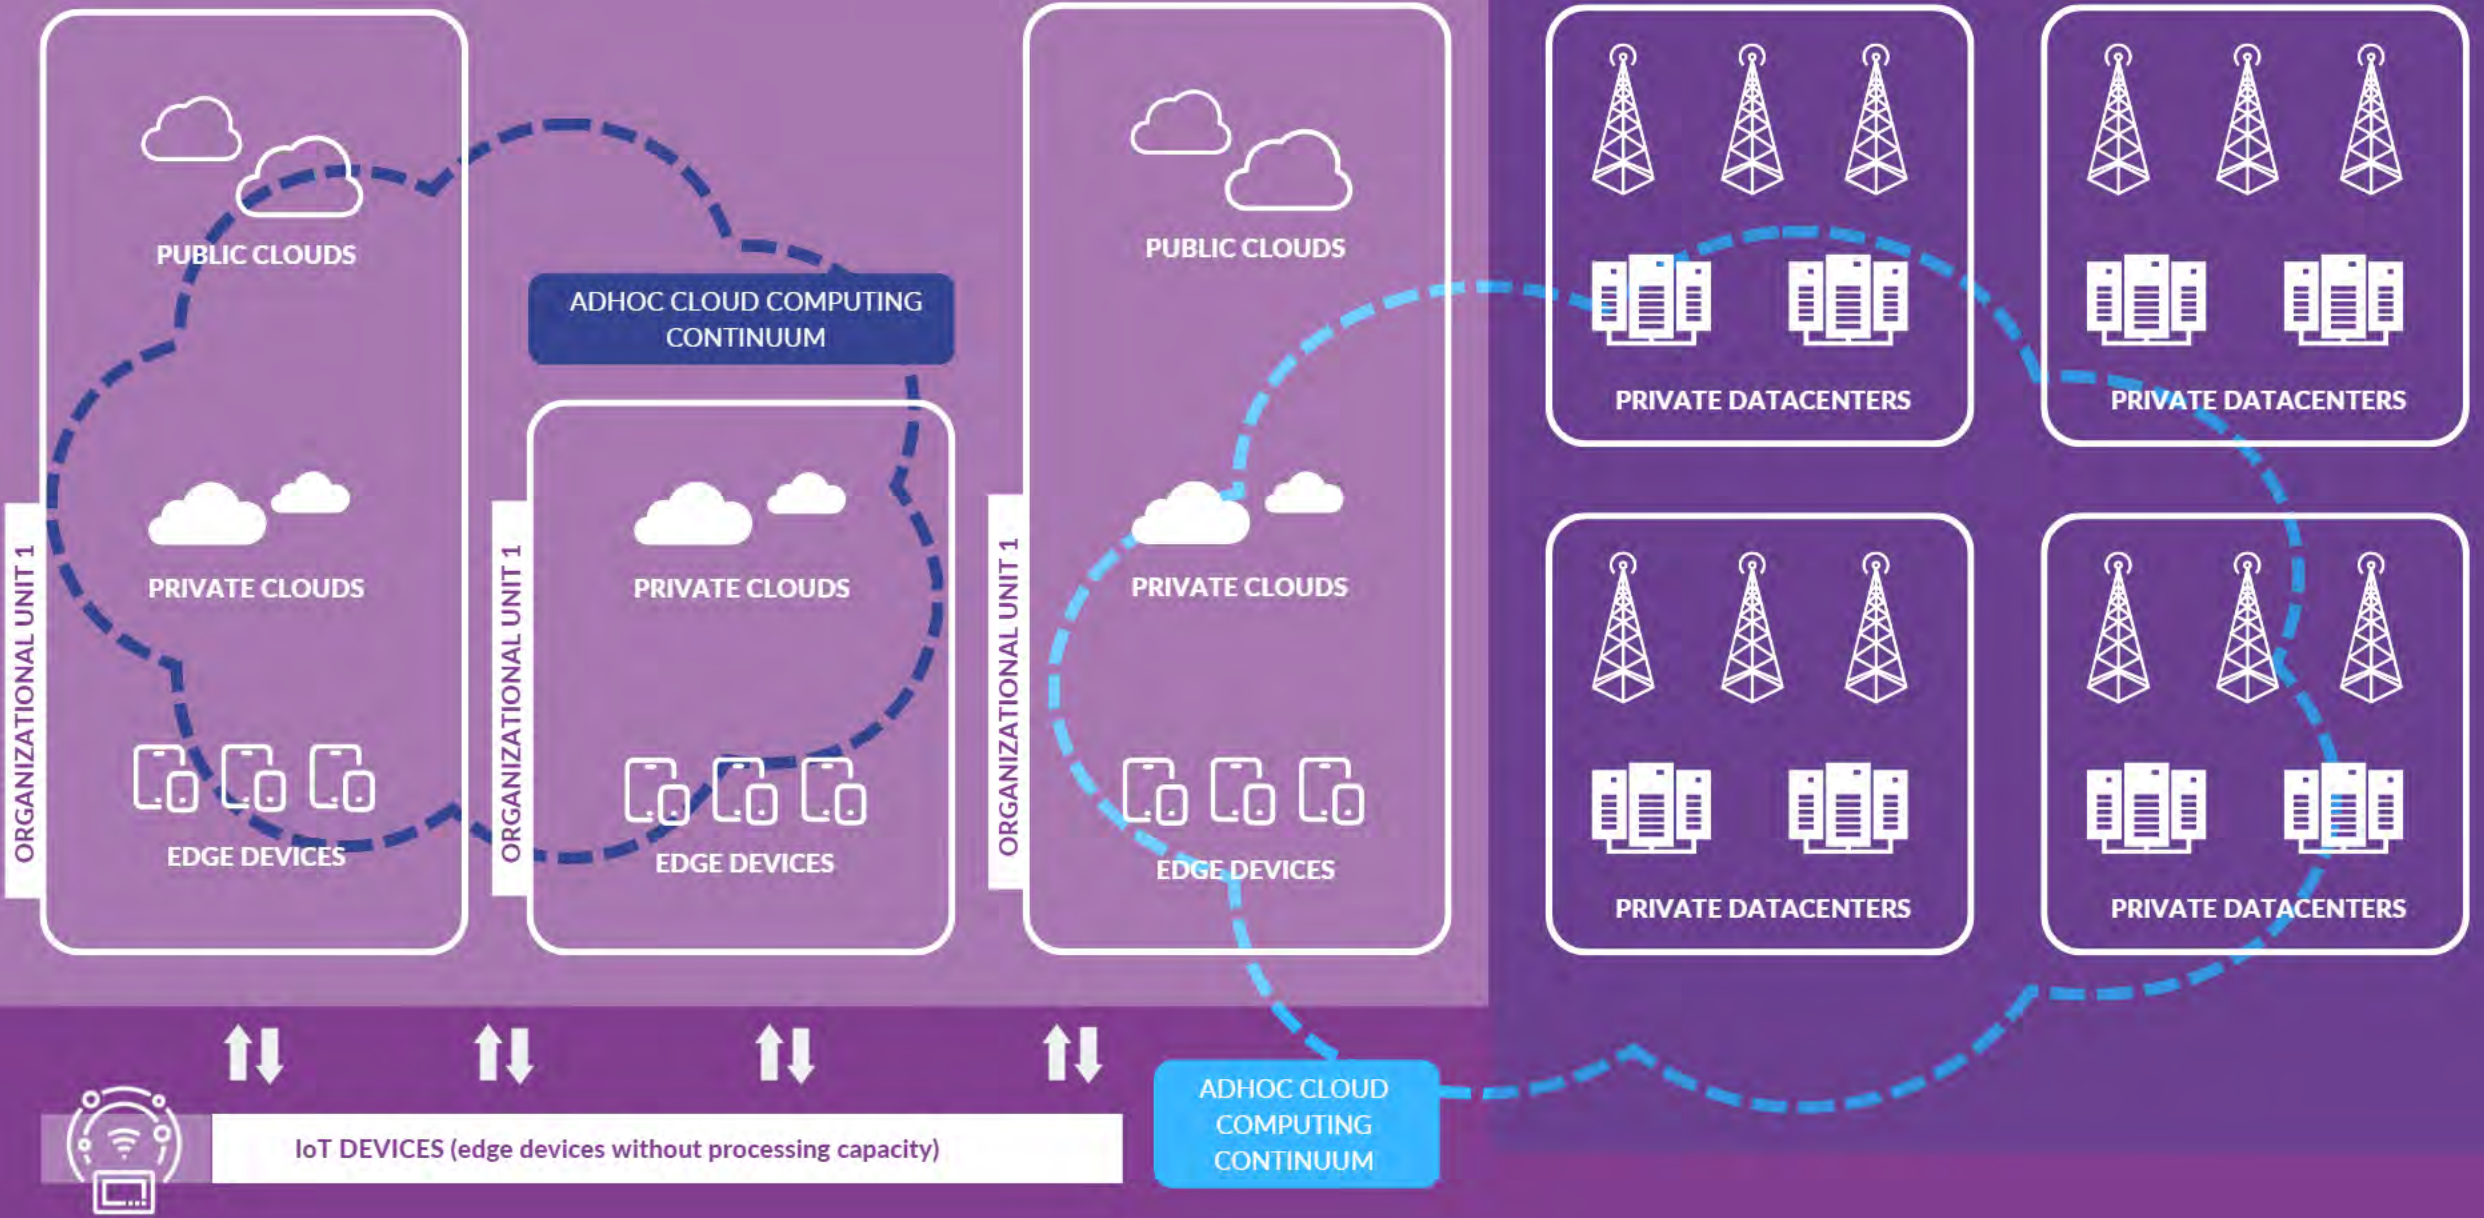 PUBLIC CLOUDS
PRIVATE CLOUDS
EDGE DEVICES
ORGANIZATIONAL UNIT 1
ADHOC CLOUD COMPUTING
CONTINUUM
PRIVATE CLOUDS
EDGE DEVICES
ORGANIZATIONAL UNIT 1
PUBLIC CLOUDS
PRIVATE CLOUDS
EDGE DEVICES
ORGANIZATIONAL UNIT 1
PRIVATE DATACENTERS
PRIVATE DATACENTERS
PRIVATE DATACENTERS
PRIVATE DATACENTERS
IoT DEVICES (edge devices without processing capacity)
ADHOC CLOUD
COMPUTING
CONTINUUM